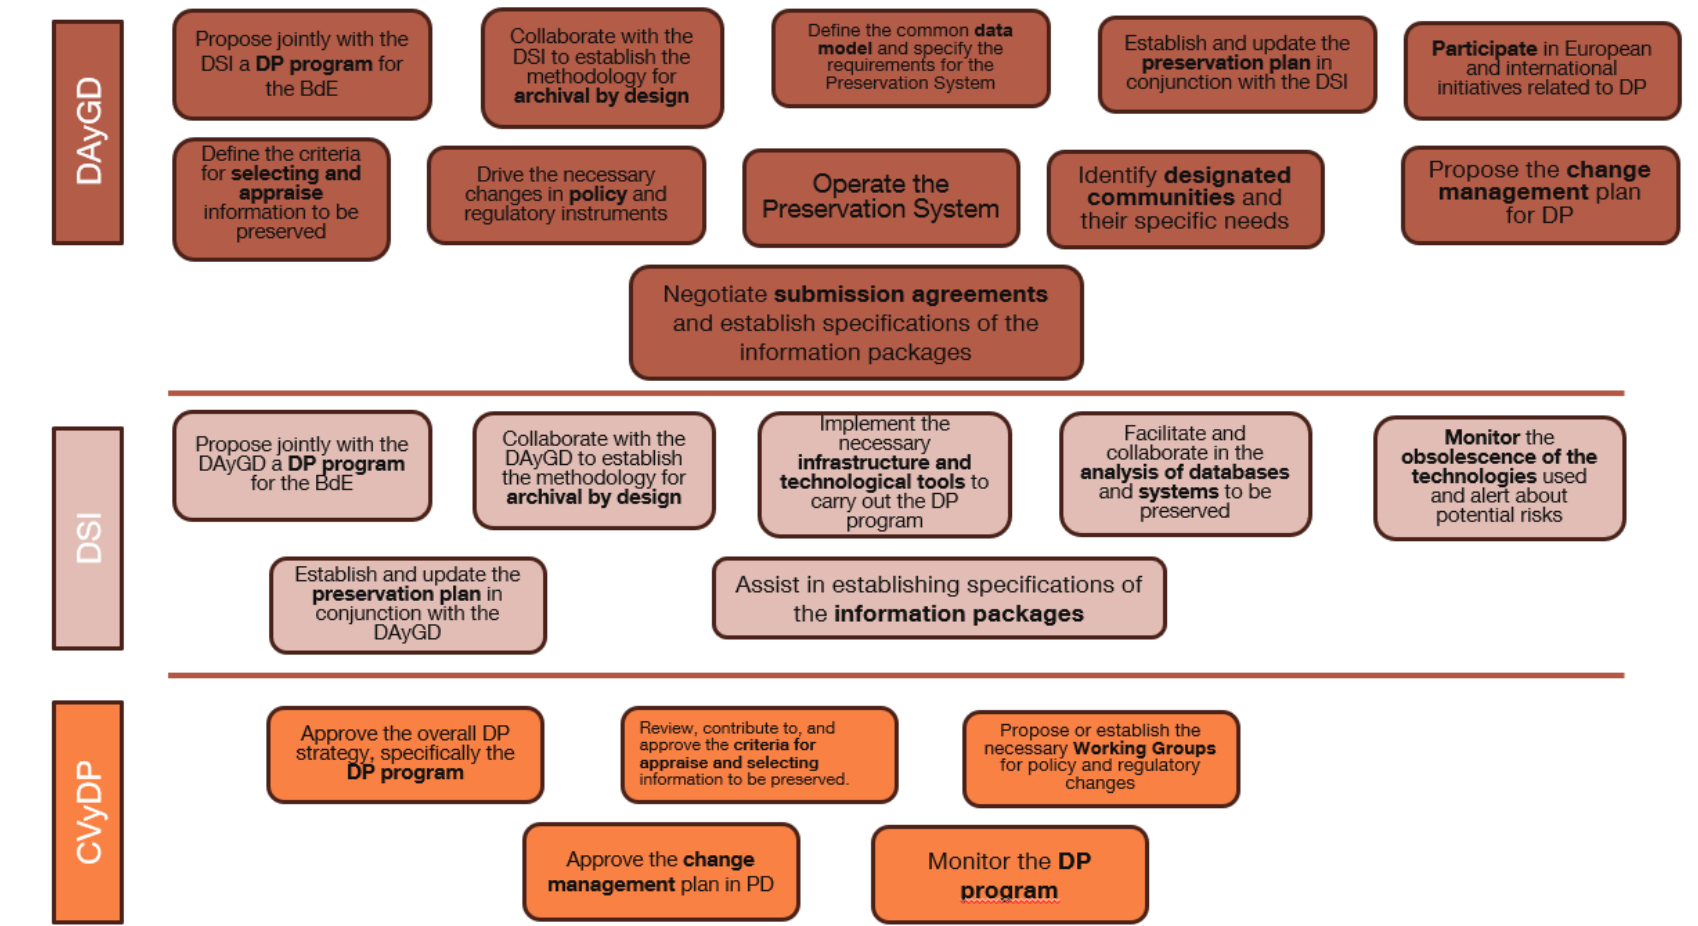 DAyGD
Propose jointly with the
DSI a DP program for
the BdE
Collaborate with the
DSI to establish the
methodology for
archival by design
Define the common data
model and specify the
requirements for the
Preservation System
Establish and update the
preservation plan in
conjunction with the DSI
Participate in European
and international
initiatives related to DP
Define the criteria
for selecting and
appraise
information to be
preserved
Drive the necessary
changes in policy and
regulatory instruments
Operate the
Preservation System
Identify designated
communities and
their specific needs
Propose the change
management plan
for DP
Negotiate submission agreements
and establish specifications of the
information packages
DSI
Propose jointly with the
DAyGD a DP program
for the BdE
Collaborate with the
DAyGD to establish
the methodology for
archival by design
Implement the
necessary
infrastructure and
technological tools to
carry out the DP
program
Facilitate and
collaborate in the
analysis of databases
and systems to be
preserved
Monitor the
obsolescence of the
technologies used
and alert about
potential risks
Establish and update the
preservation plan in
conjunction with the
DAyGD
Assist in establishing specifications of
the information packages
CVyDP
Approve the overall DP
strategy, specifically the
DP program
Review, contribute to, and
approve the criteria for
appraise and selecting
information to be preserved.
Propose or establish the
necessary Working Groups
for policy and regulatory
changes
Approve the change
management plan in PD
Monitor the DP
program